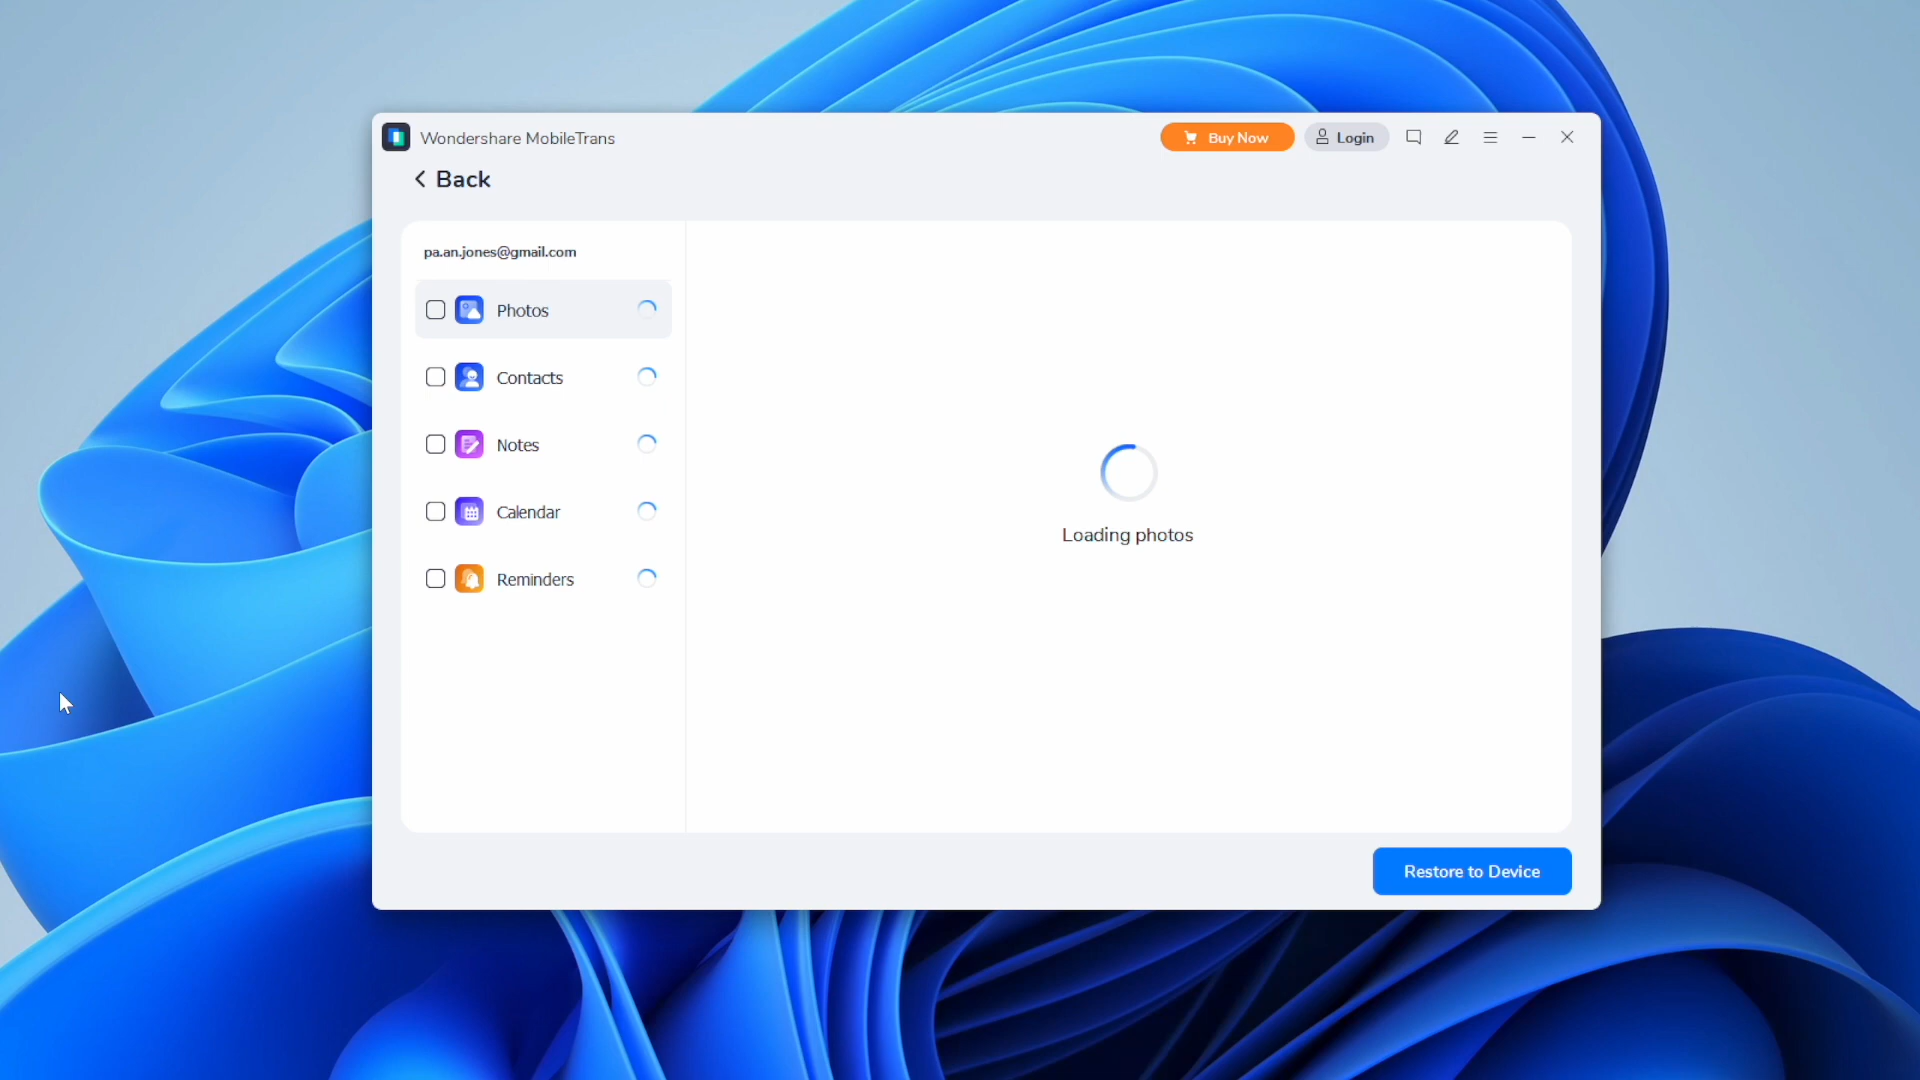 Wondershare MobileTrans
Buy Now
Login
Back
pa.an.jones@gmail.com
Photos
Contacts
Notes
Calendar
Reminders
Loading photos
Restore to Device